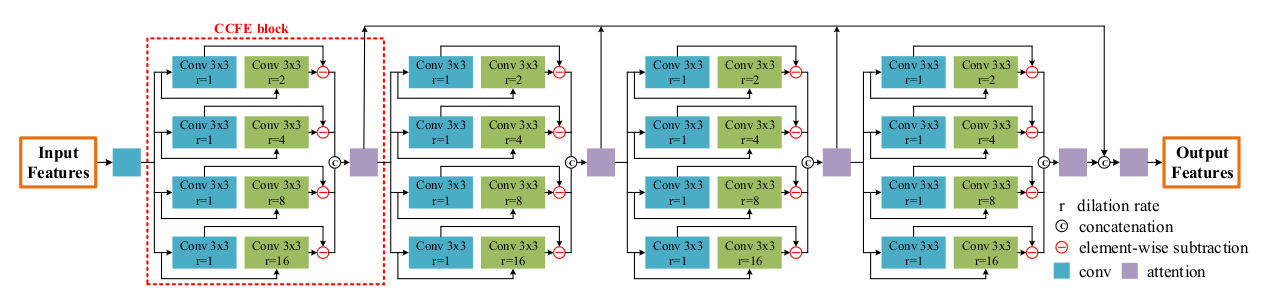 CCFE block
Conv 3x3 r=1
Conv 3x3 r=2
Conv 3x3 r=1
Conv 3x3 r=2
Conv 3x3 r=1
Conv 3x3 r=2
Conv 3x3 r=1
Conv 3x3 r=2
Conv 3x3 r=1
Conv 3x3 r=4
Conv 3x3 r=1
Conv 3x3 r=4
Conv 3x3 r=1
Conv 3x3 r=4
Conv 3x3 r=1
Conv 3x3 r=4
Input
Features
C
C
C
C
C
Output
Features
Conv 3x3 r=1
Conv 3x3 r=8
Conv 3x3 r=1
Conv 3x3 r=8
Conv 3x3 r=1
Conv 3x3 r=8
Conv 3x3 r=1
Conv 3x3 r=8
Conv 3x3 r=1
Conv 3x3 r=16
Conv 3x3 r=1
Conv 3x3 r=16
Conv 3x3 r=1
Conv 3x3 r=16
Conv 3x3 r=1
Conv 3x3 r=16
r dilation rate
C concatenation
element-wise subtraction
conv attention